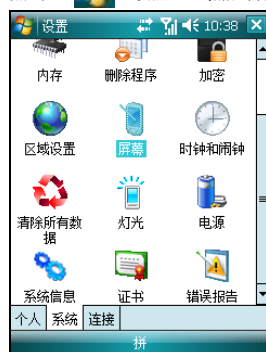 设置 10:38
内存 删除程序 加密
区域设置 屏幕 时钟和闹钟
清除所有数据 灯光 电源
系统信息 证书 错误报告
个人 系统 连接
拼